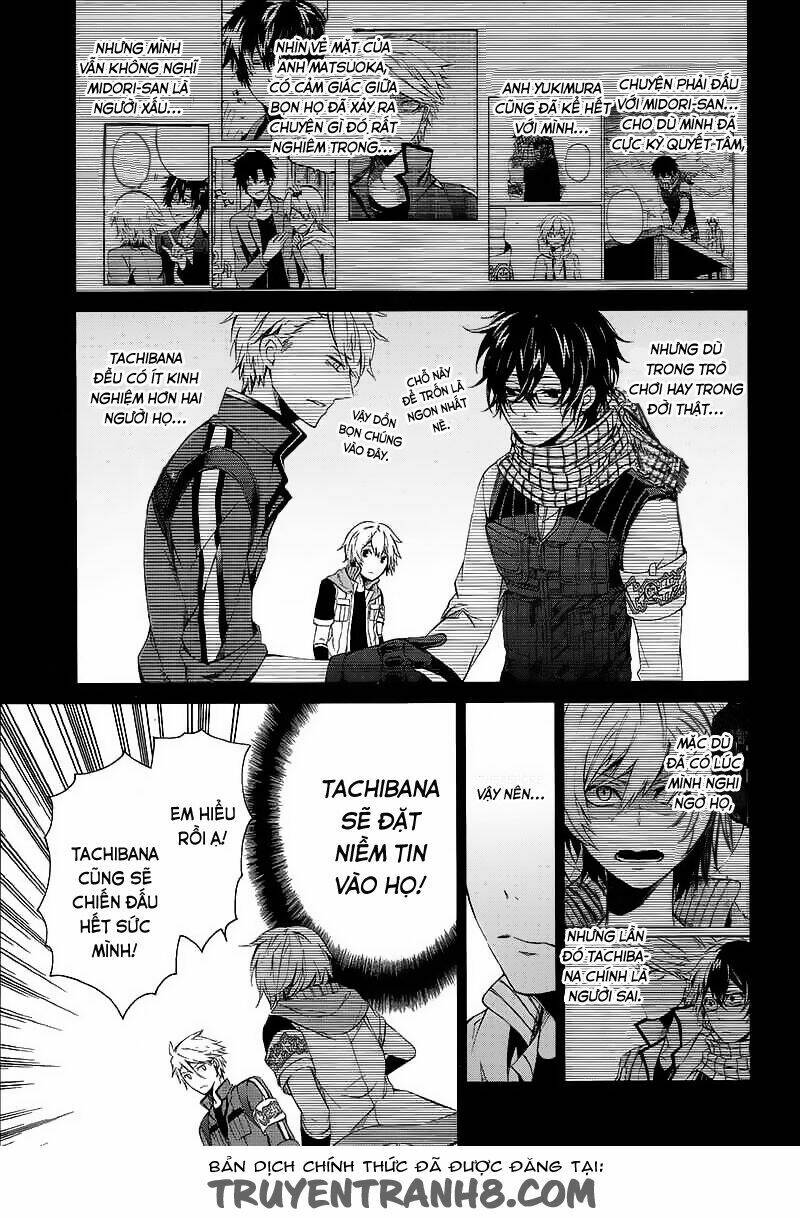 CHUYỆN PHẢI ĐẤU
VỚI MIDORI-SAN...
CHO DÙ MÌNH ĐÃ
CỰC KỲ QUYẾT TÂM,
ANH YUKIMURA
CŨNG ĐÃ KỂ HẾT
VỚI MÌNH...
NHÌN VẺ MẶT CỦA
ANH MATSUOKA,
CÓ CẢM GIÁC GIỮA
BỌN HỌ ĐÃ XẢY RA
CHUYỆN GÌ ĐÓ RẤT
NGHIÊM TRỌNG...
NHƯNG MÌNH
VẪN KHÔNG NGHĨ
MIDORI-SAN LÀ
NGƯỜI XẤU...
NHƯNG DÙ
TRONG TRÒ
CHƠI HAY TRONG
ĐỜI THẬT...
CHỖ NÀY
ĐỂ TRỐN LÀ
NGON NHẤT
NÈ.
VẬY DỒN
BỌN CHÚNG
VÀO ĐÂY.
TACHIBANA
ĐỀU CÓ ÍT KINH
NGHIỆM HƠN HAI
NGƯỜI HỌ...
MẶC DÙ
ĐÃ CÓ LÚC
MÌNH NGHI
NGỜ HỌ,
NHƯNG LẦN
ĐÓ TACHIBA-
NA CHÍNH LÀ
NGƯỜI SAI.
VẬY NÊN...
TACHIBANA
SẼ ĐẶT
NIỀM TIN
VÀO HỌ!
EM HIỂU
RỒI Ạ!
TACHIBANA
CŨNG SẼ
CHIẾN ĐẤU
HẾT SỨC
MÌNH!
BẢN DỊCH CHÍNH THỨC ĐÃ ĐƯỢC ĐĂNG TẠI:
TRUYENTRANH8.COM